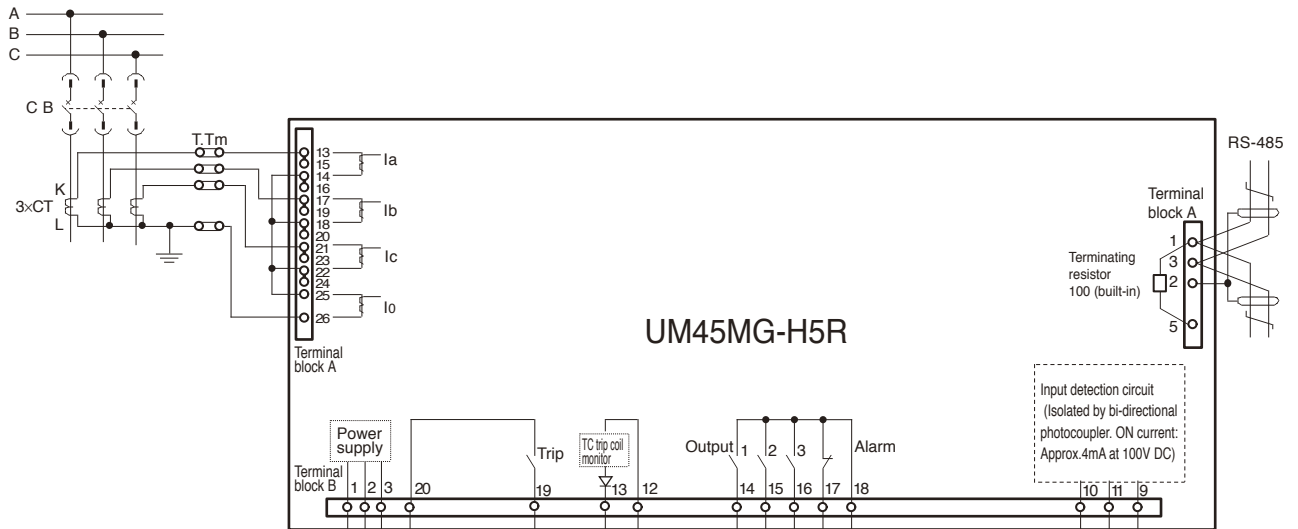 A
B
C
C B
T.Tm
K
3×CT
L
13
15
14
16
17
19
18
20
21
23
22
24
25
26
Ia
Ib
Ic
I0
Terminal
block A
UM45MG-H5R
RS-485
Terminal
block A
1
3
2
5
Terminating
resistor
100 (built-in)
Input detection circuit
(Isolated by bi-directional
photocoupler. ON current:
Approx.4mA at 100V DC)
Power
supply
Terminal
block B
1 2 3 20
Trip
19
TC trip coil
monitor
13 12
Output 1 2 3 Alarm
14 15 16 17 18
10 11 9